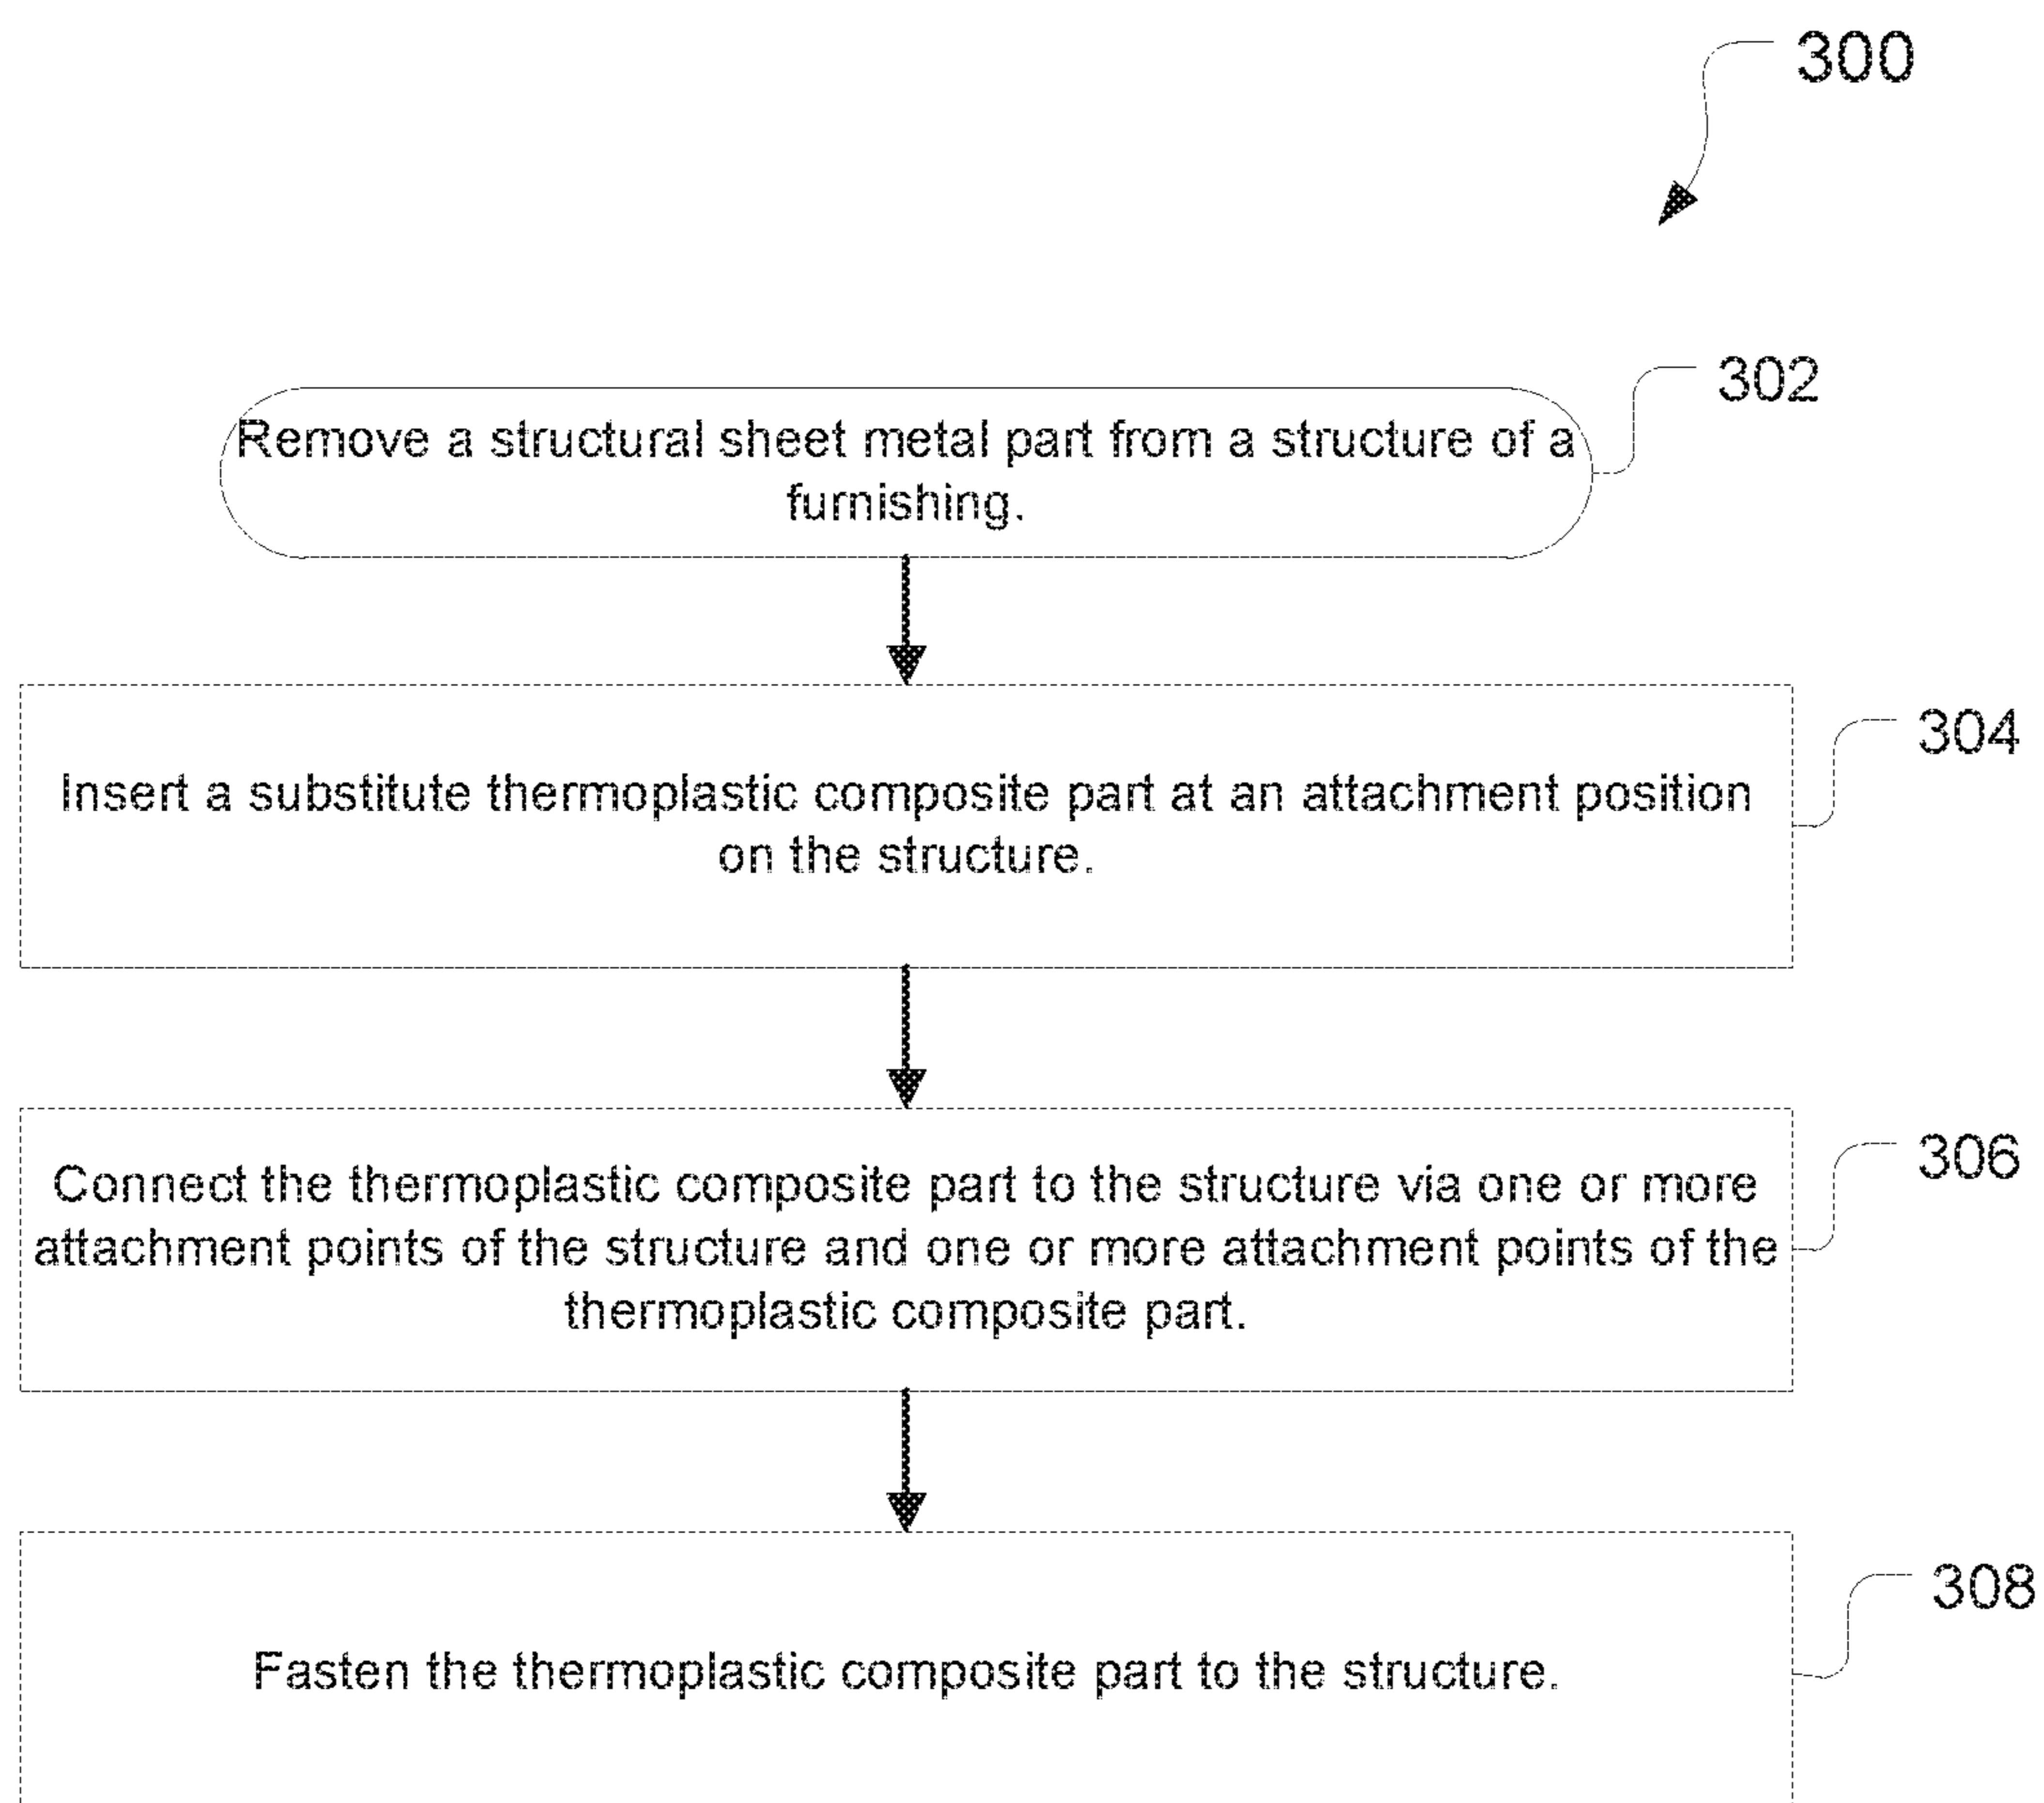 300
302
Remove a structural sheet metal part from a structure of a
furnishing.
304
Insert a substitute thermoplastic composite part at an attachment position
on the structure.
306
Connect the thermoplastic composite part to the structure via one or more
attachment points of the structure and one or more attachment points of the
thermoplastic composite part.
308
Fasten the thermoplastic composite part to the structure.